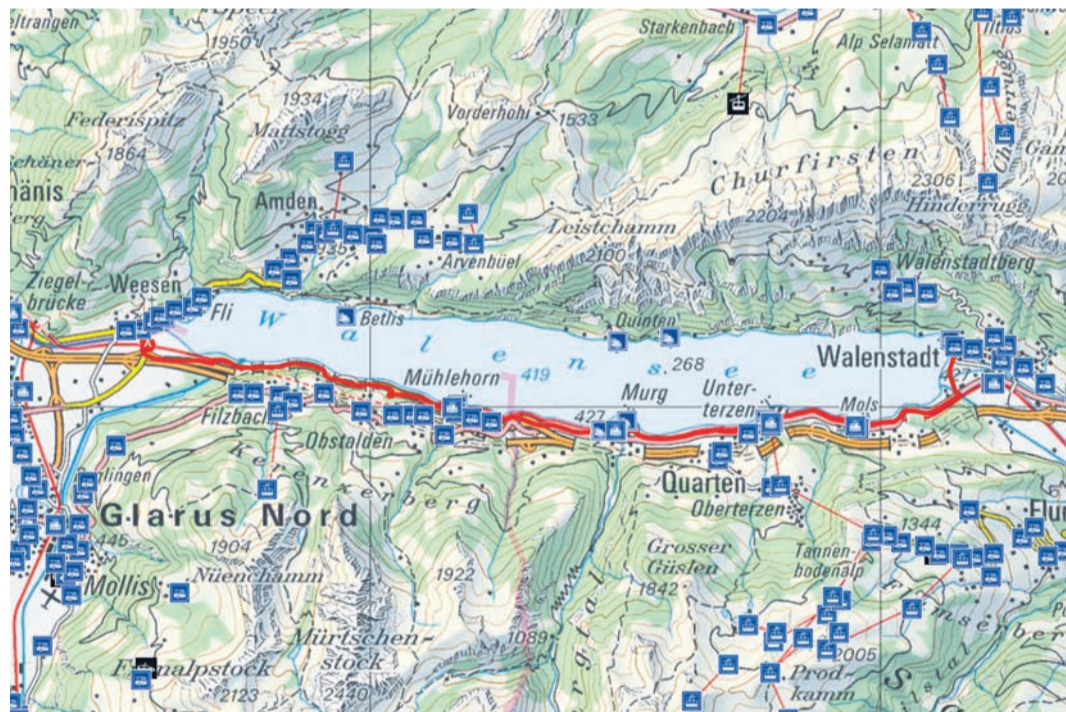 eltrangen
1950
Starkenbach
Alp Selamatt
1934
Vorderhöhi
1533
Federispitz
Mattstogg
1864
Churfirsten
2306
Hinderrugg
änis
Amden
935
2204
Leistchamm
2100
Arvenbüel
Walenstadtberg
Ziegel-
brücke
Weesen
Fli
Betlis
Quinten
Walensee
268
Walenstadt
Mühlehorn
419
Murg
Unter-
terzen
427
Mols
Filzbach
Obstalden
Kerenzerberg
Quarten
Oberterzen
Glarus Nord
445
1904
Nüenchamm
1922
Grosser
Güslen
1842
Tannen-
bodenalp
1344
Mollis
Mürtschen-
stock
1089
2005
2123
2440
Prod-
kamm